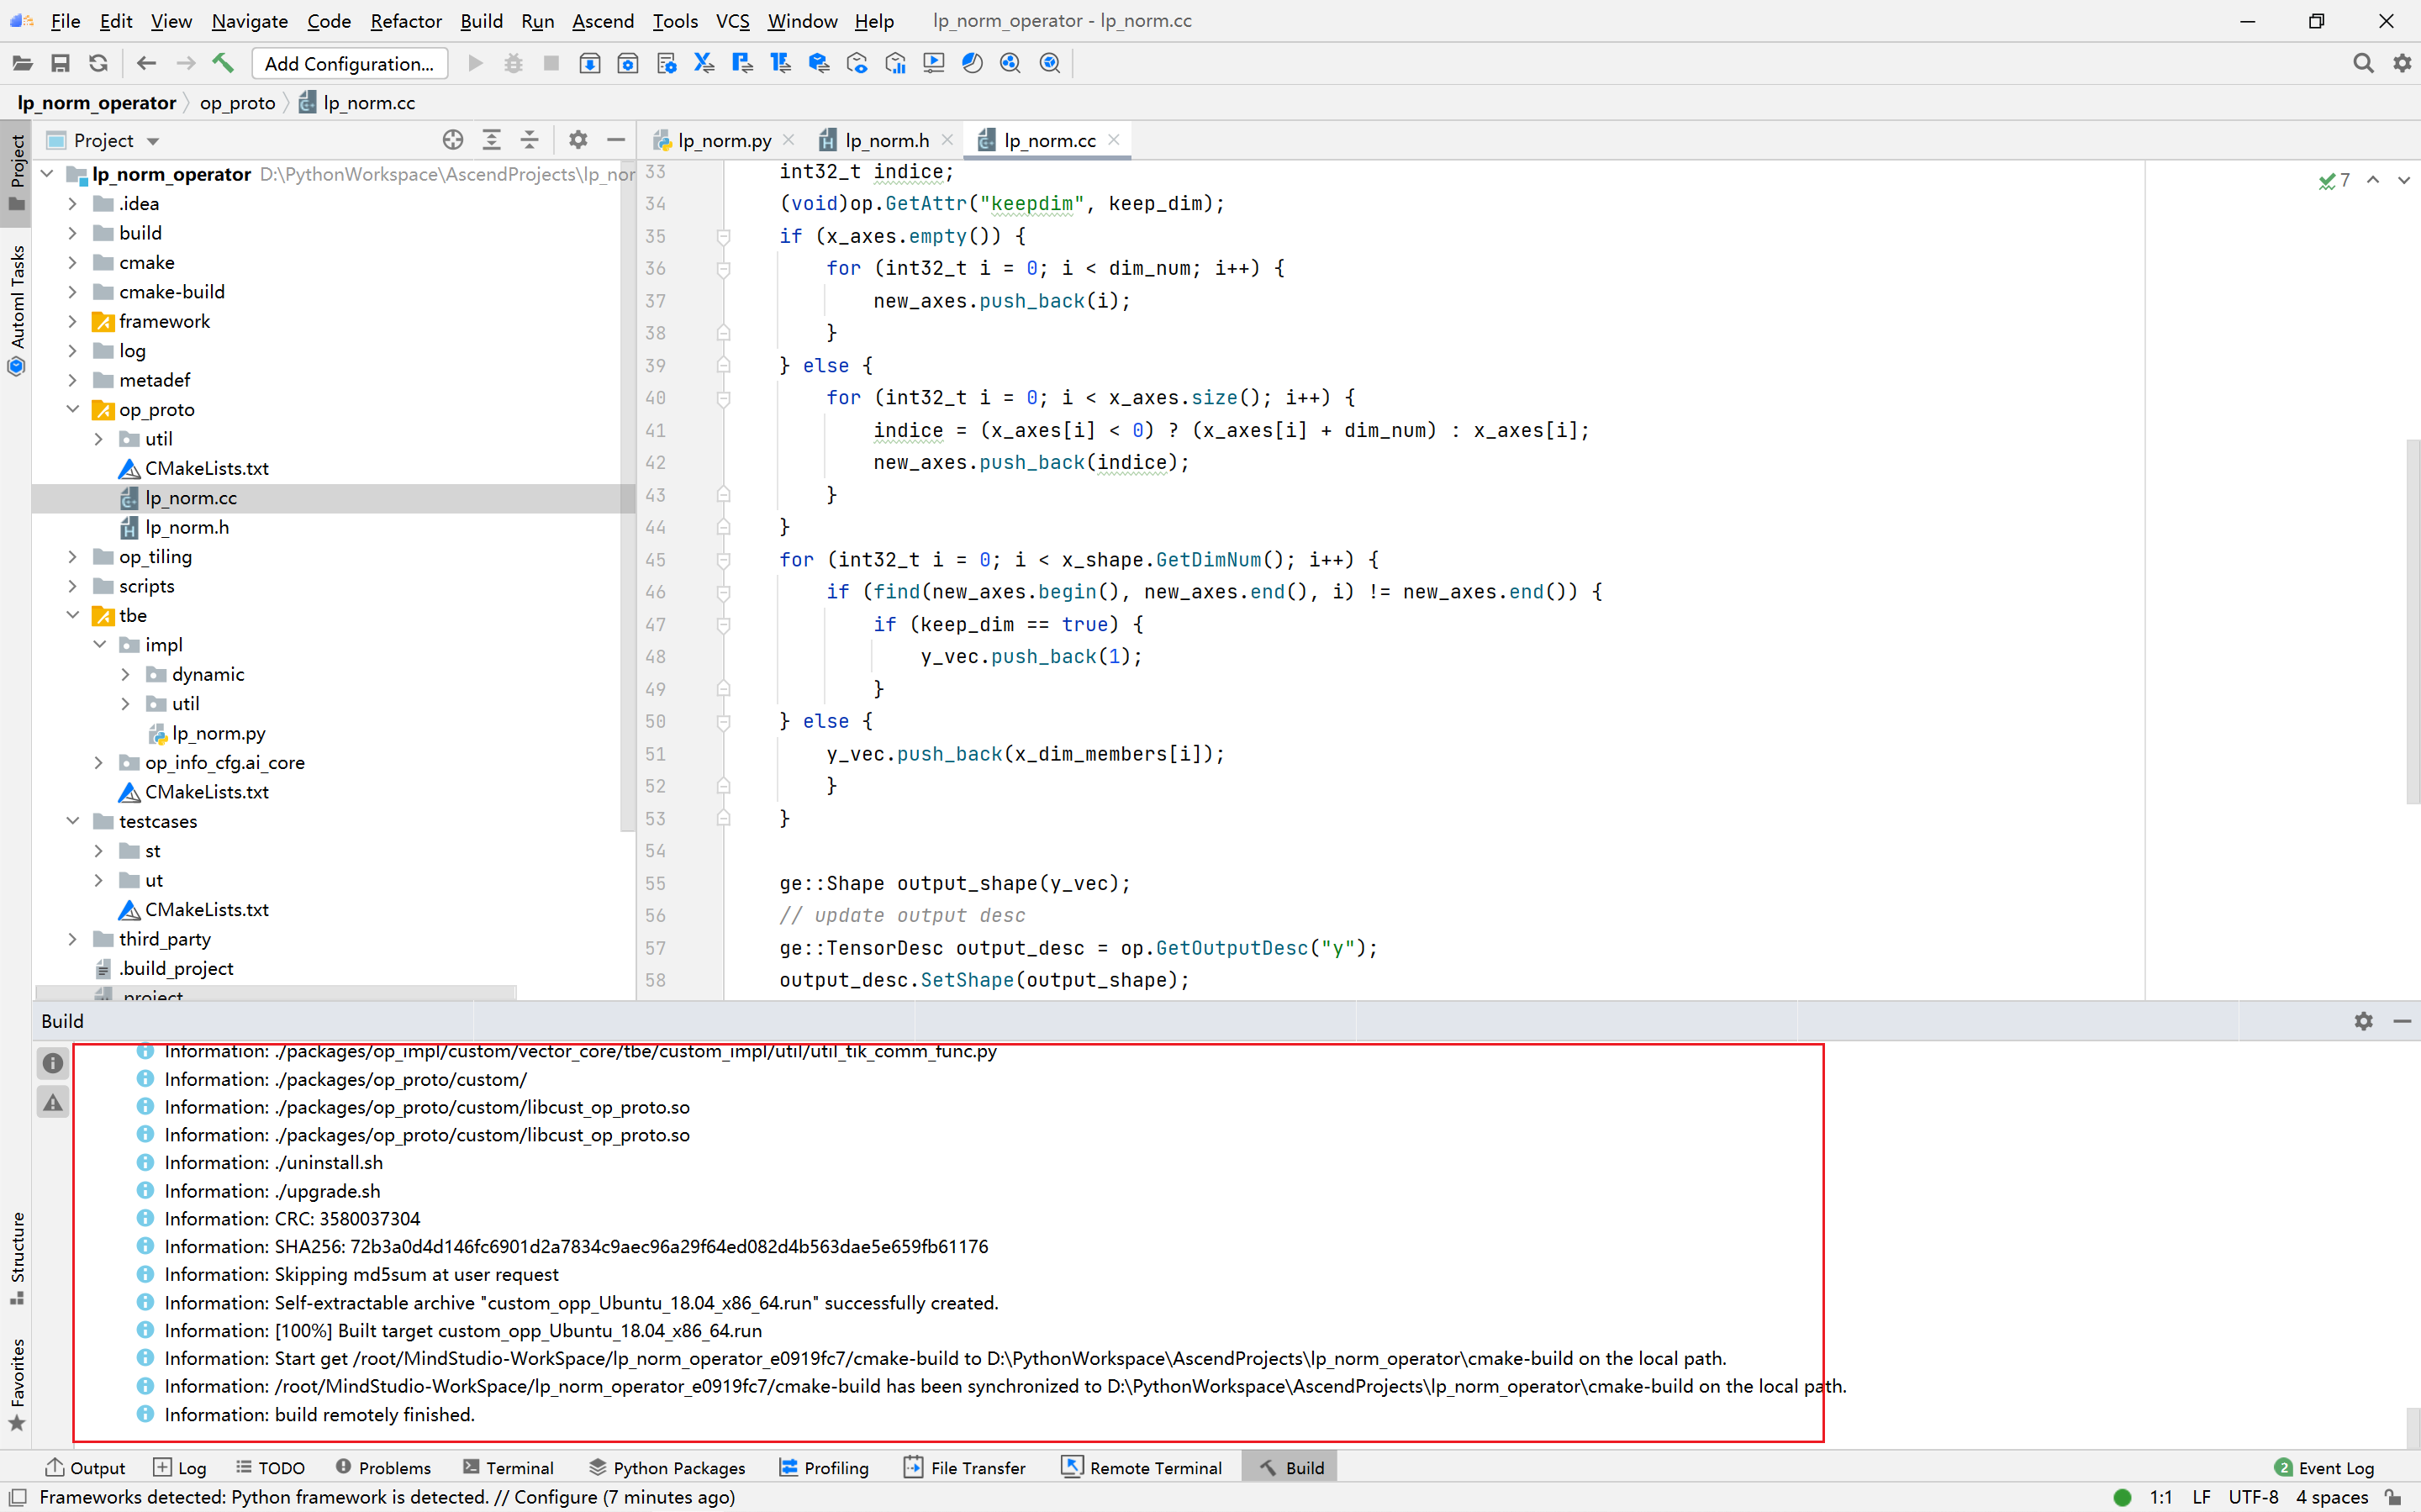 File Edit View Navigate Code Refactor Build Run Ascend Tools VCS Window Help lp_norm_operator - lp_norm.cc
Add Configuration...
lp_norm_operator op_proto lp_norm.cc
Project
lp_norm.py lp_norm.h lp_norm.cc
Project
Automl Tasks
Structure
Favorites
lp_norm_operator D:\PythonWorkspace\AscendProjects\lp_nor
.idea
build
cmake
cmake-build
framework
log
metadef
op_proto
util
CMakeLists.txt
lp_norm.cc
lp_norm.h
op_tiling
scripts
tbe
impl
dynamic
util
lp_norm.py
op_info_cfg.ai_core
CMakeLists.txt
testcases
st
ut
CMakeLists.txt
third_party
.build_project
.project
7
33 int32_t indice;
34 (void)op.GetAttr("keepdim", keep_dim);
35 if (x_axes.empty()) {
36 for (int32_t i = 0; i < dim_num; i++) {
37 new_axes.push_back(i);
38 }
39 } else {
40 for (int32_t i = 0; i < x_axes.size(); i++) {
41 indice = (x_axes[i] < 0) ? (x_axes[i] + dim_num) : x_axes[i];
42 new_axes.push_back(indice);
43 }
44 }
45 for (int32_t i = 0; i < x_shape.GetDimNum(); i++) {
46 if (find(new_axes.begin(), new_axes.end(), i) != new_axes.end()) {
47 if (keep_dim == true) {
48 y_vec.push_back(1);
49 }
50 } else {
51 y_vec.push_back(x_dim_members[i]);
52 }
53 }
54
55 ge::Shape output_shape(y_vec);
56 // update output desc
57 ge::TensorDesc output_desc = op.GetOutputDesc("y");
58 output_desc.SetShape(output_shape);
Build
Information: ./packages/op_impl/custom/vector_core/tbe/custom_impl/util/util_tik_comm_func.py
Information: ./packages/op_proto/custom/
Information: ./packages/op_proto/custom/libcust_op_proto.so
Information: ./packages/op_proto/custom/libcust_op_proto.so
Information: ./uninstall.sh
Information: ./upgrade.sh
Information: CRC: 3580037304
Information: SHA256: 72b3a0d4d146fc6901d2a7834c9aec96a29f64ed082d4b563dae5e659fb61176
Information: Skipping md5sum at user request
Information: Self-extractable archive "custom_opp_Ubuntu_18.04_x86_64.run" successfully created.
Information: [100%] Built target custom_opp_Ubuntu_18.04_x86_64.run
Information: Start get /root/MindStudio-WorkSpace/lp_norm_operator_e0919fc7/cmake-build to D:\PythonWorkspace\AscendProjects\lp_norm_operator\cmake-build on the local path.
Information: /root/MindStudio-WorkSpace/lp_norm_operator_e0919fc7/cmake-build has been synchronized to D:\PythonWorkspace\AscendProjects\lp_norm_operator\cmake-build on the local path.
Information: build remotely finished.
Output Log TODO Problems Terminal Python Packages Profiling File Transfer Remote Terminal Build 2 Event Log
Frameworks detected: Python framework is detected. // Configure (7 minutes ago) 1:1 LF UTF-8 4 spaces